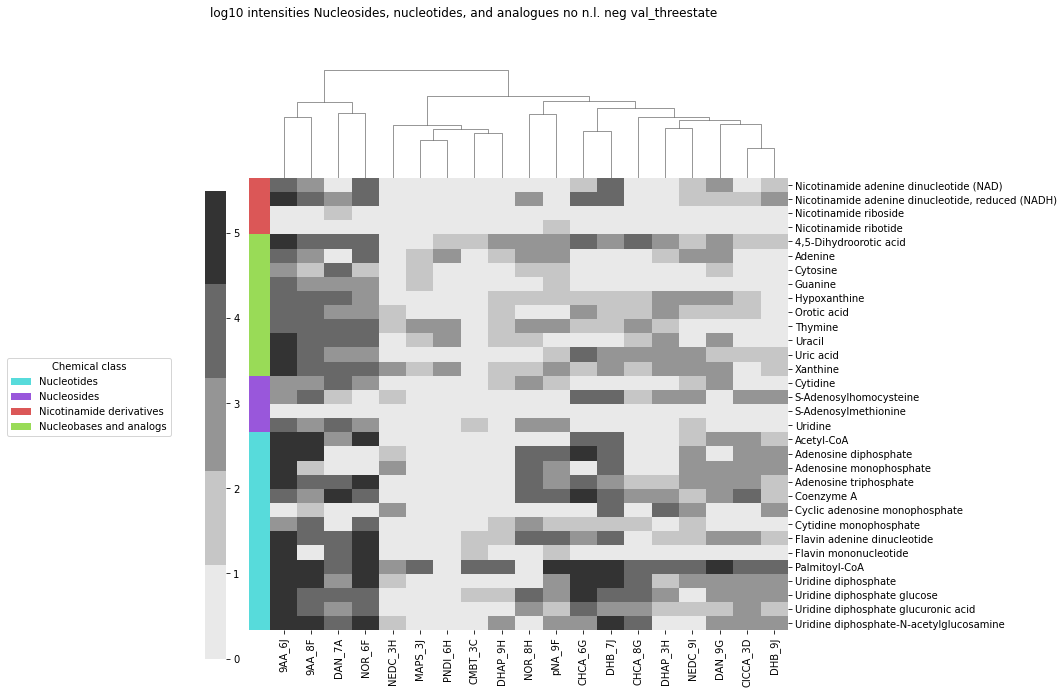 log10 intensities Nucleosides, nucleotides, and analogues no n.l. neg val_threestate
Nicotinamide adenine dinucleotide (NAD)
Nicotinamide adenine dinucleotide, reduced (NADH)
Nicotinamide riboside
Nicotinamide ribotide
4,5-Dihydroorotic acid
Adenine
Cytosine
Guanine
Hypoxanthine
Orotic acid
Thymine
Uracil
Uric acid
Xanthine
Cytidine
S-Adenosylhomocysteine
S-Adenosylmethionine
Uridine
Acetyl-CoA
Adenosine diphosphate
Adenosine monophosphate
Adenosine triphosphate
Coenzyme A
Cyclic adenosine monophosphate
Cytidine monophosphate
Flavin adenine dinucleotide
Flavin mononucleotide
Palmitoyl-CoA
Uridine diphosphate
Uridine diphosphate glucose
Uridine diphosphate glucuronic acid
Uridine diphosphate-N-acetylglucosamine
5
4
3
2
1
0
Chemical class
Nucleotides
Nucleosides
Nicotinamide derivatives
Nucleobases and analogs
9AA_6J
9AA_8F
DAN_7A
NOR_6F
NEDC_3H
MAPS_3J
PNDI_6H
CMBT_3C
DHAP_9H
NOR_8H
pNA_9F
CHCA_6G
DHB_7J
CHCA_8G
DHAP_3H
NEDC_9I
DAN_9G
ClCCA_3D
DHB_9J